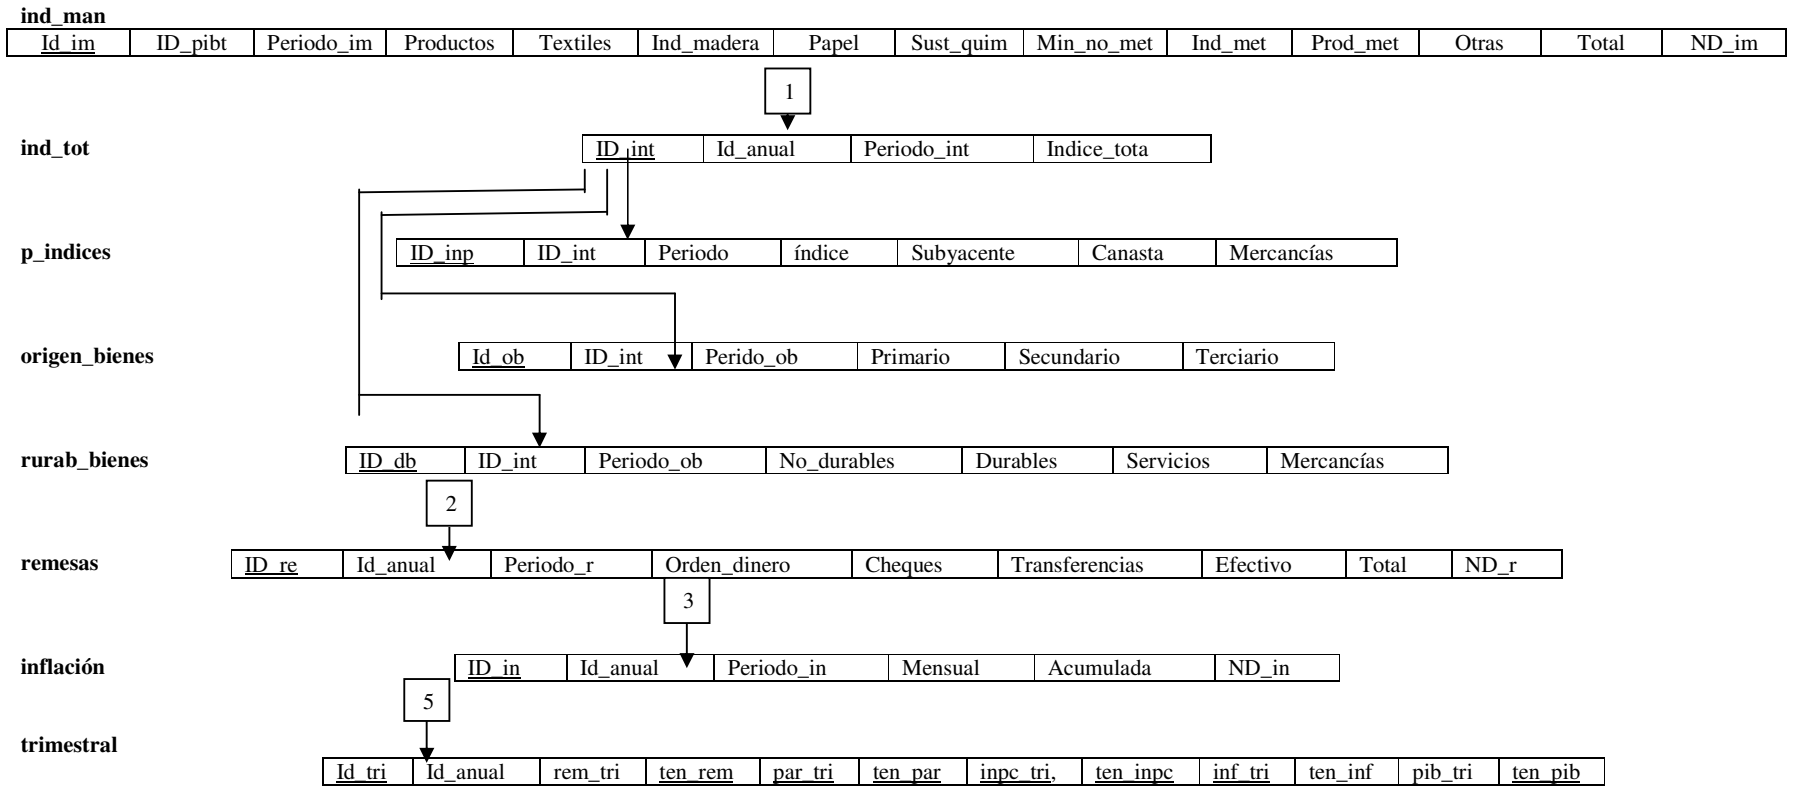 ind_man
Id_im ID_pibt Periodo_im Productos Textiles Ind_madera Papel Sust_quim Min_no_met Ind_met Prod_met Otras Total ND_im
1
ind_tot ID_int Id_anual Periodo_int Indice_tota
p_indices ID_inp ID_int Periodo índice Subyacente Canasta Mercancías
origen_bienes Id_ob ID_int Perido_ob Primario Secundario Terciario
rurab_bienes ID_db ID_int Periodo_ob No_durables Durables Servicios Mercancías
2
remesas ID_re Id_anual Periodo_r Orden_dinero Cheques Transferencias Efectivo Total ND_r
3
inflación ID_in Id_anual Periodo_in Mensual Acumulada ND_in
5
trimestral
Id_tri Id_anual rem_tri ten_rem par_tri ten_par inpc_tri, ten_inpc inf_tri ten_inf pib_tri ten_pib